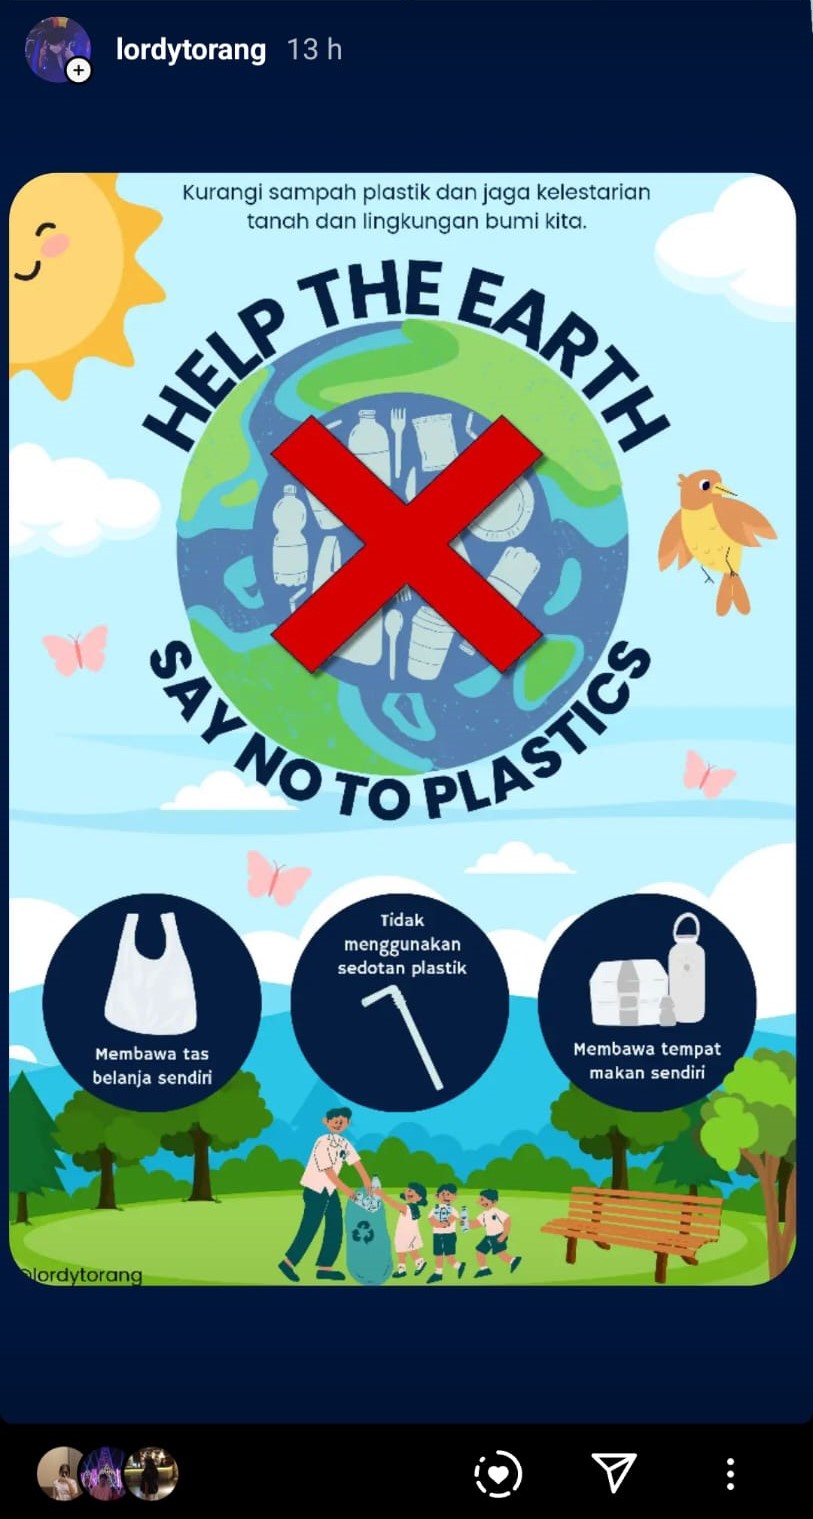 lordytorang 13 h
Kurangi sampah plastik dan jaga kelestarian
tanah dan lingkungan bumi kita.
HELP THE EARTH
SAY NO TO PLASTICS
Membawa tas
belanja sendiri
Tidak
menggunakan
sedotan plastik
Membawa tempat
makan sendiri
@lordytorang